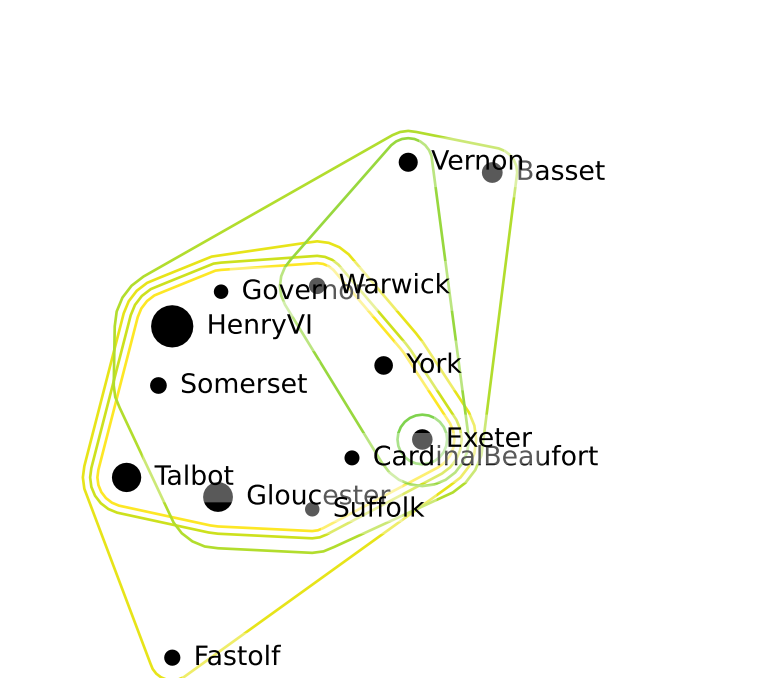 Vernon
Basset
Warwick
Governor
HenryVI
York
Somerset
Exeter
CardinalBeaufort
Talbot
Gloucester
Suffolk
Fastolf